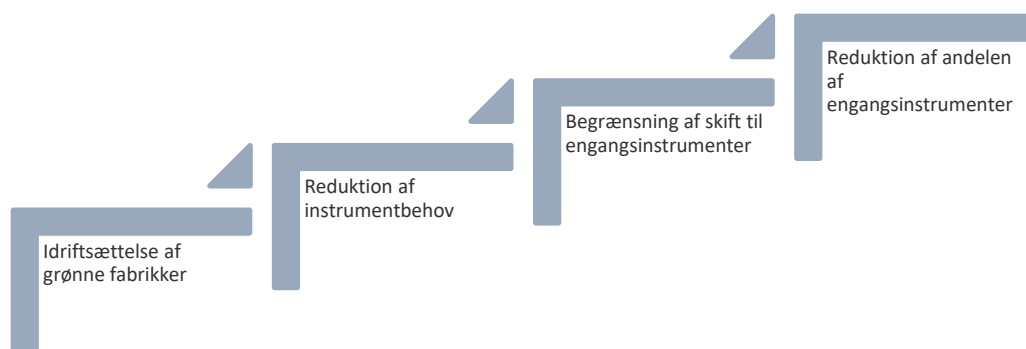 Idriftsættelse af
grønne fabrikker
Reduktion af
instrumentbehov
Begrænsning af skift til
engangsinstrumenter
Reduktion af andelen
af
engangsinstrumenter